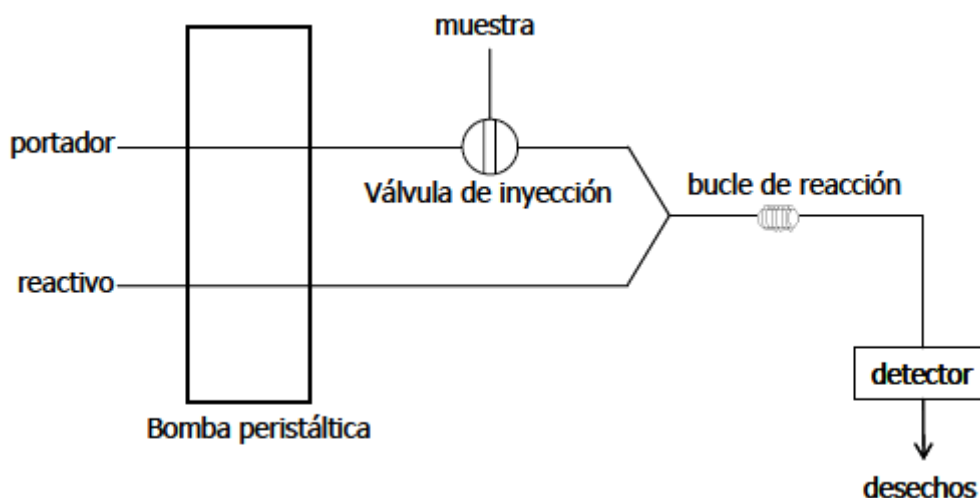 muestra
portador
Válvula de inyección
bucle de reacción
reactivo
detector
Bomba peristáltica
desechos